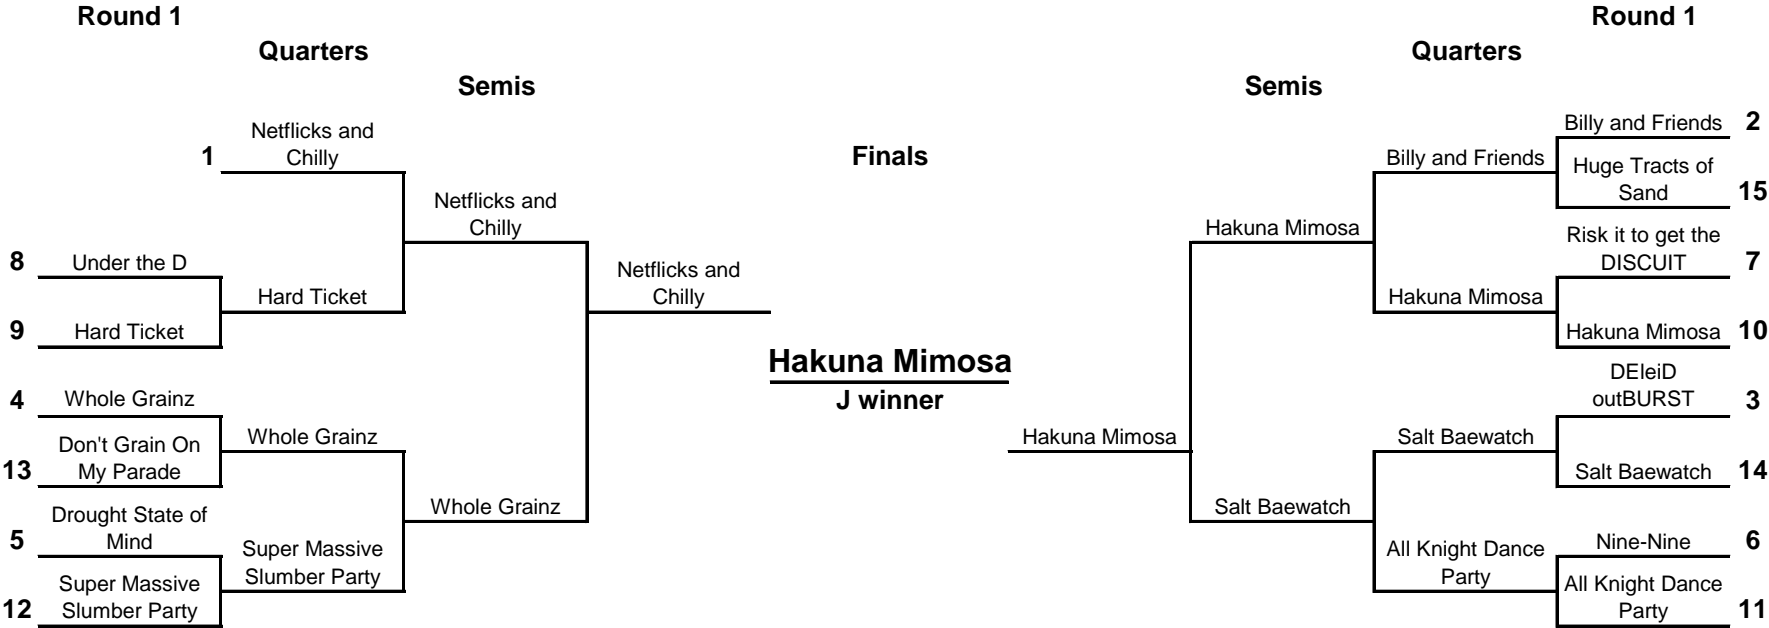 Round 1
Round 1
Quarters
Quarters
Semis
Semis
Finals
1
Netflicks and
Chilly
8
Under the D
9
Hard Ticket
Hard Ticket
Netflicks and
Chilly
4
Whole Grainz
13
Don't Grain On
My Parade
Whole Grainz
5
Drought State of
Mind
12
Super Massive
Slumber Party
Super Massive
Slumber Party
Whole Grainz
Netflicks and
Chilly
Hakuna Mimosa
J winner
Hakuna Mimosa
Hakuna Mimosa
Billy and Friends
Billy and Friends
2
Huge Tracts of
Sand
15
Hakuna Mimosa
Risk it to get the
DISCUIT
7
Hakuna Mimosa
10
Salt Baewatch
Salt Baewatch
DEleiD
outBURST
3
Salt Baewatch
14
All Knight Dance
Party
Nine-Nine
6
All Knight Dance
Party
11